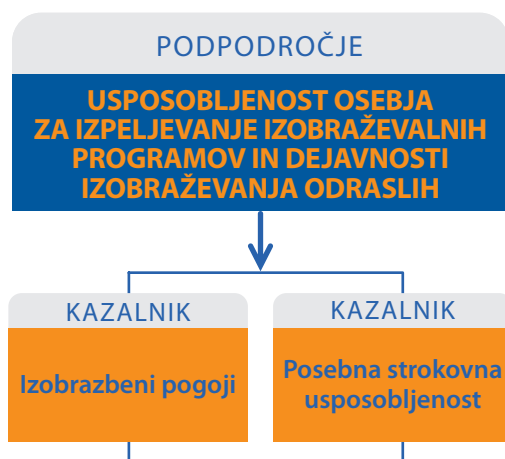 PODPODROČJE
USPOSOBLJENOST OSEBJA
ZA IZPELJEVANJE IZOBRAŽEVALNIH
PROGRAMOV IN DEJAVNOSTI
IZOBRAŽEVANJA ODRASLIH
KAZALNIK
Izobrazbeni pogoji
KAZALNIK
Posebna strokovna
usposobljenost